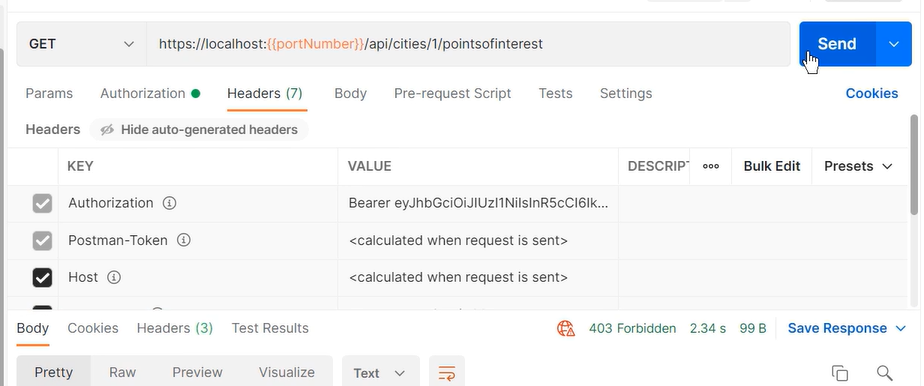 GET https://localhost:{{portNumber}}/api/cities/1/pointsofinterest Send
Params Authorization Headers (7) Body Pre-request Script Tests Settings Cookies
Headers Hide auto-generated headers
KEY VALUE DESCRIPT ooo Bulk Edit Presets
Authorization Bearer eyJhbGciOiJIUzI1NiIsInR5cCI6Ik...
Postman-Token <calculated when request is sent>
Host <calculated when request is sent>
Body Cookies Headers (3) Test Results 403 Forbidden 2.34 s 99 B Save Response
Pretty Raw Preview Visualize Text